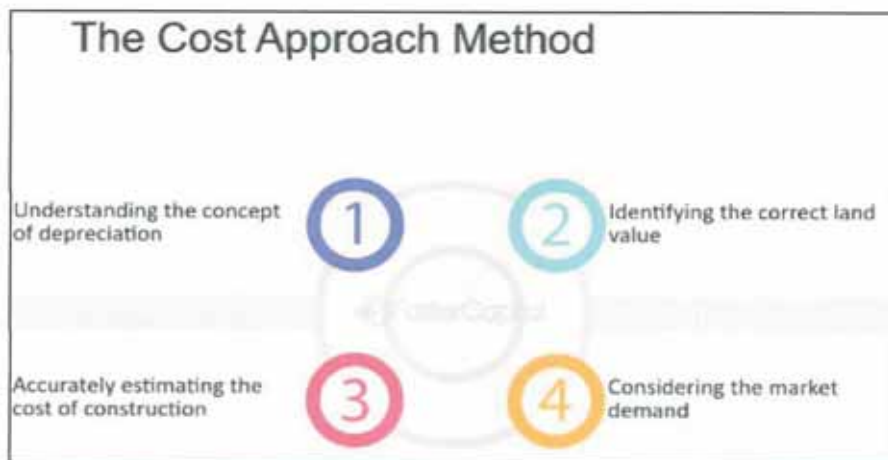 The Cost Approach Method
Understanding the concept
of depreciation
1
2
Identifying the correct land
value
FasterCapital
Accurately estimating the
cost of construction
3
4
Considering the market
demand